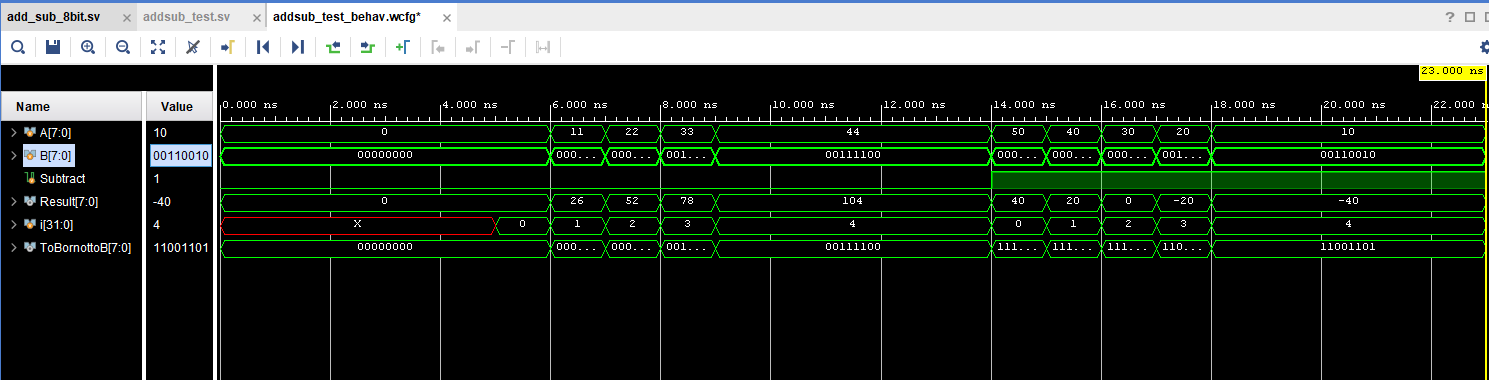 add_sub_8bit.sv × addsub_test.sv × addsub_test_behav.wcfg* ×
23.000 ns
Name Value 0.000 ns 2.000 ns 4.000 ns 6.000 ns 8.000 ns 10.000 ns 12.000 ns 14.000 ns 16.000 ns 18.000 ns 20.000 ns 22.000
A[7:0] 10 0 11 22 33 44 50 40 30 20 10
B[7:0] 00110010 00000000 000... 000... 001... 00111100 000... 000... 000... 001... 00110010
Subtract 1
Result[7:0] -40 0 26 52 78 104 40 20 0 -20 -40
i[31:0] 4 X 0 1 2 3 4 0 1 2 3 4
ToBornottoB[7:0] 11001101 00000000 000... 000... 001... 00111100 111... 111... 111... 110... 11001101